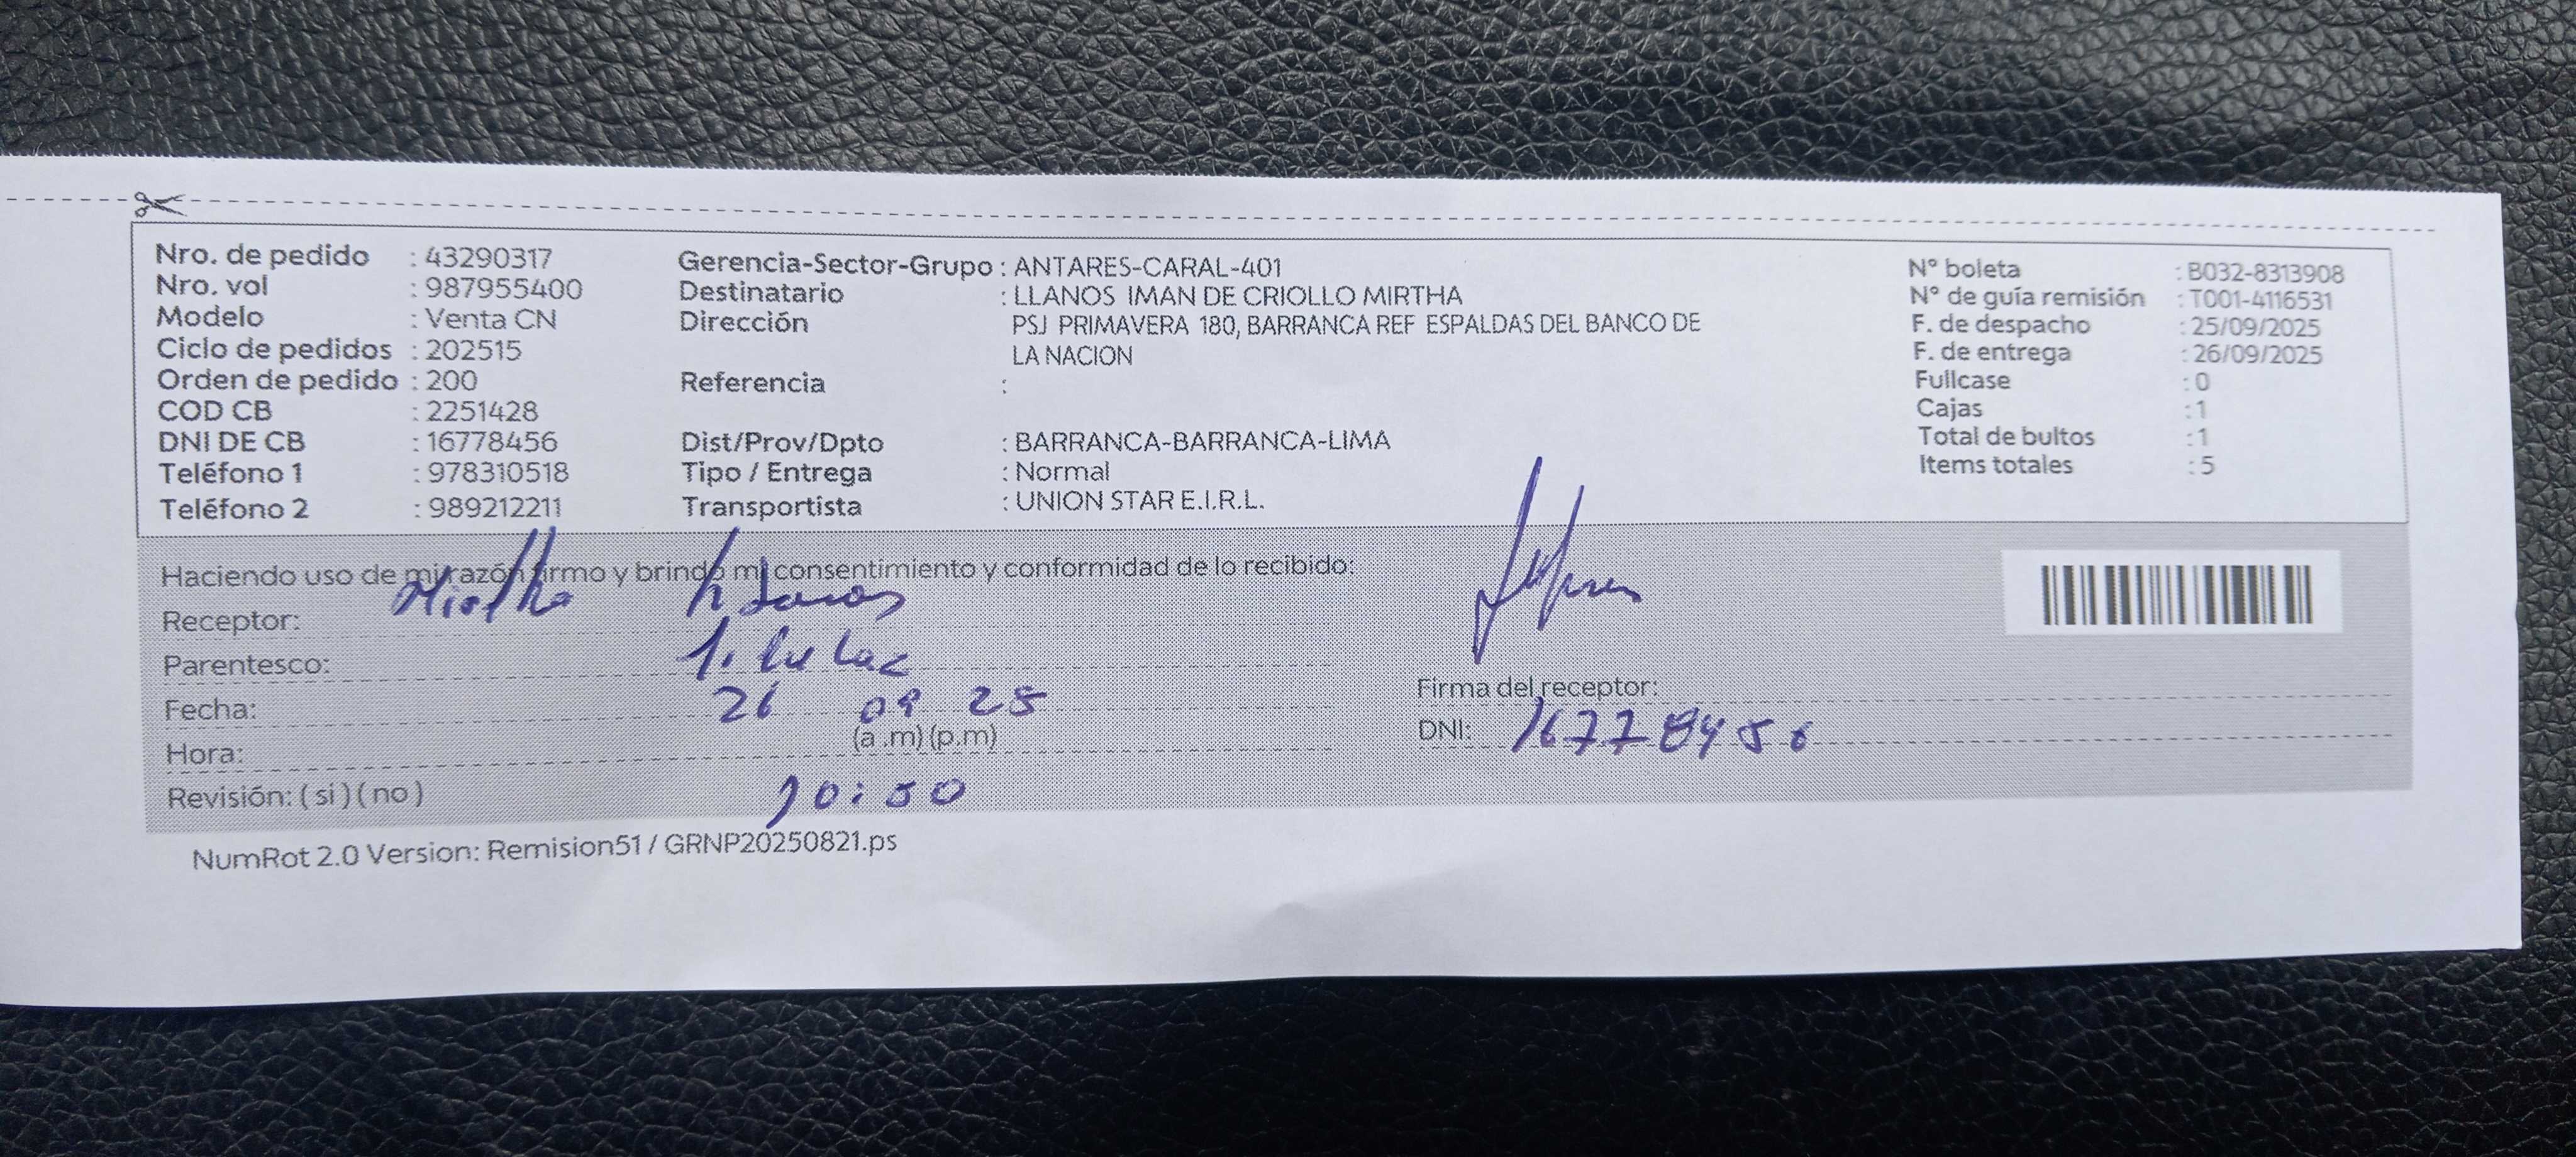 Nro. de pedido : 43290317
Nro. vol : 987955400
Modelo : Venta CN
Ciclo de pedidos : 202515
Orden de pedido : 200
COD CB : 2251428
DNI DE CB : 16778456
Teléfono 1 : 978310518
Teléfono 2 : 989212211
Gerencia-Sector-Grupo : ANTARES-CARAL-401
Destinatario : LLANOS IMAN DE CRIOLLO MIRTHA
Dirección PSJ PRIMAVERA 180, BARRANCA REF ESPALDAS DEL BANCO DE
LA NACION
Referencia :
Dist/Prov/Dpto : BARRANCA-BARRANCA-LIMA
Tipo / Entrega : Normal
Transportista : UNION STAR E.I.R.L.
N° boleta : B032-8313908
N° de guía remisión : T001-4116531
F. de despacho : 25/09/2025
F. de entrega : 26/09/2025
Fullcase : 0
Cajas : 1
Total de bultos : 1
Items totales : 5
Haciendo uso de mi razón firmo y brindo mi consentimiento y conformidad de lo recibido:
Receptor: Mirtha Llanos
Parentesco: Titular
Fecha: 26 09 25
Hora: (a .m) (p.m)
Revisión: ( si ) ( no ) 10:50
Firma del receptor:
DNI: 16778456
NumRot 2.0 Version: Remision51 / GRNP20250821.ps